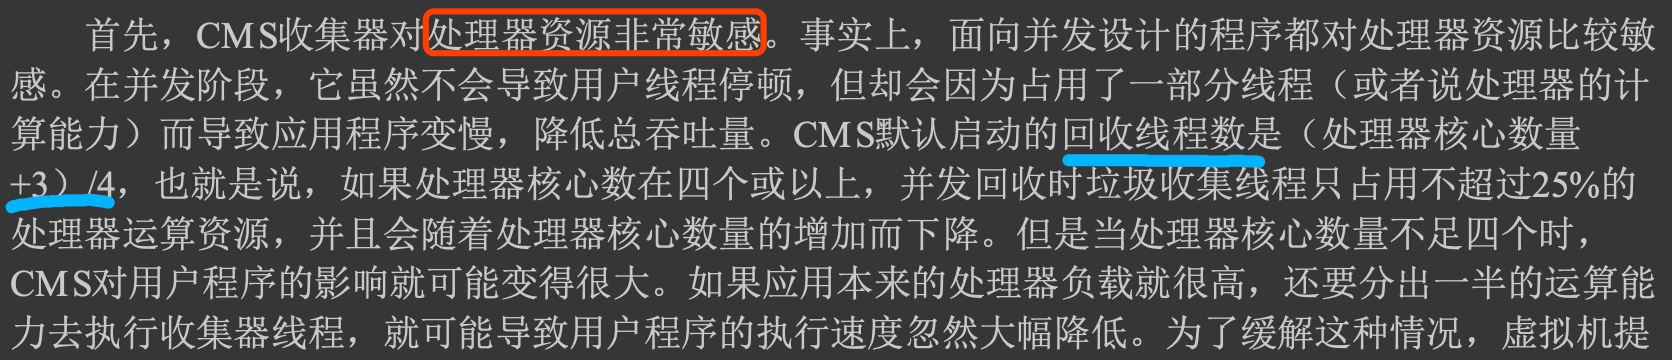 首先，CMS收集器对处理器资源非常敏感。事实上，面向并发设计的程序都对处理器资源比较敏
感。在并发阶段，它虽然不会导致用户线程停顿，但却会因为占用了一部分线程（或者说处理器的计
算能力）而导致应用程序变慢，降低总吞吐量。CMS默认启动的回收线程数是（处理器核心数量
+3）/4，也就是说，如果处理器核心数在四个或以上，并发回收时垃圾收集线程只占用不超过25%的
处理器运算资源，并且会随着处理器核心数量的增加而下降。但是当处理器核心数量不足四个时，
CMS对用户程序的影响就可能变得很大。如果应用本来的处理器负载就很高，还要分出一半的运算能
力去执行收集器线程，就可能导致用户程序的执行速度忽然大幅降低。为了缓解这种情况，虚拟机提